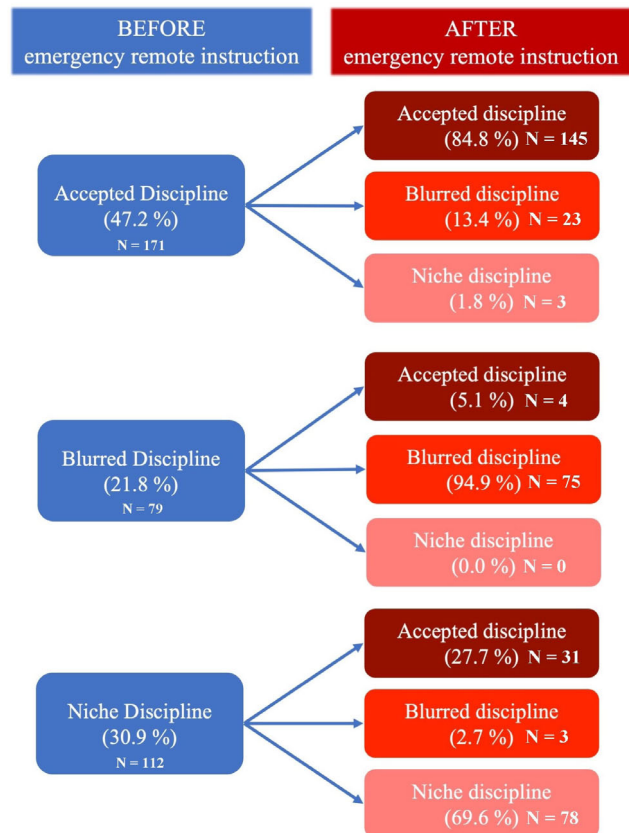 BEFORE
emergency remote instruction
AFTER
emergency remote instruction
Accepted Discipline
(47.2 %)
N = 171
Accepted discipline
(84.8 %) N = 145
Blurred discipline
(13.4 %) N = 23
Niche discipline
(1.8 %) N = 3
Blurred Discipline
(21.8 %)
N = 79
Accepted discipline
(5.1 %) N = 4
Blurred discipline
(94.9 %) N = 75
Niche discipline
(0.0 %) N = 0
Niche Discipline
(30.9 %)
N = 112
Accepted discipline
(27.7 %) N = 31
Blurred discipline
(2.7 %) N = 3
Niche discipline
(69.6 %) N = 78